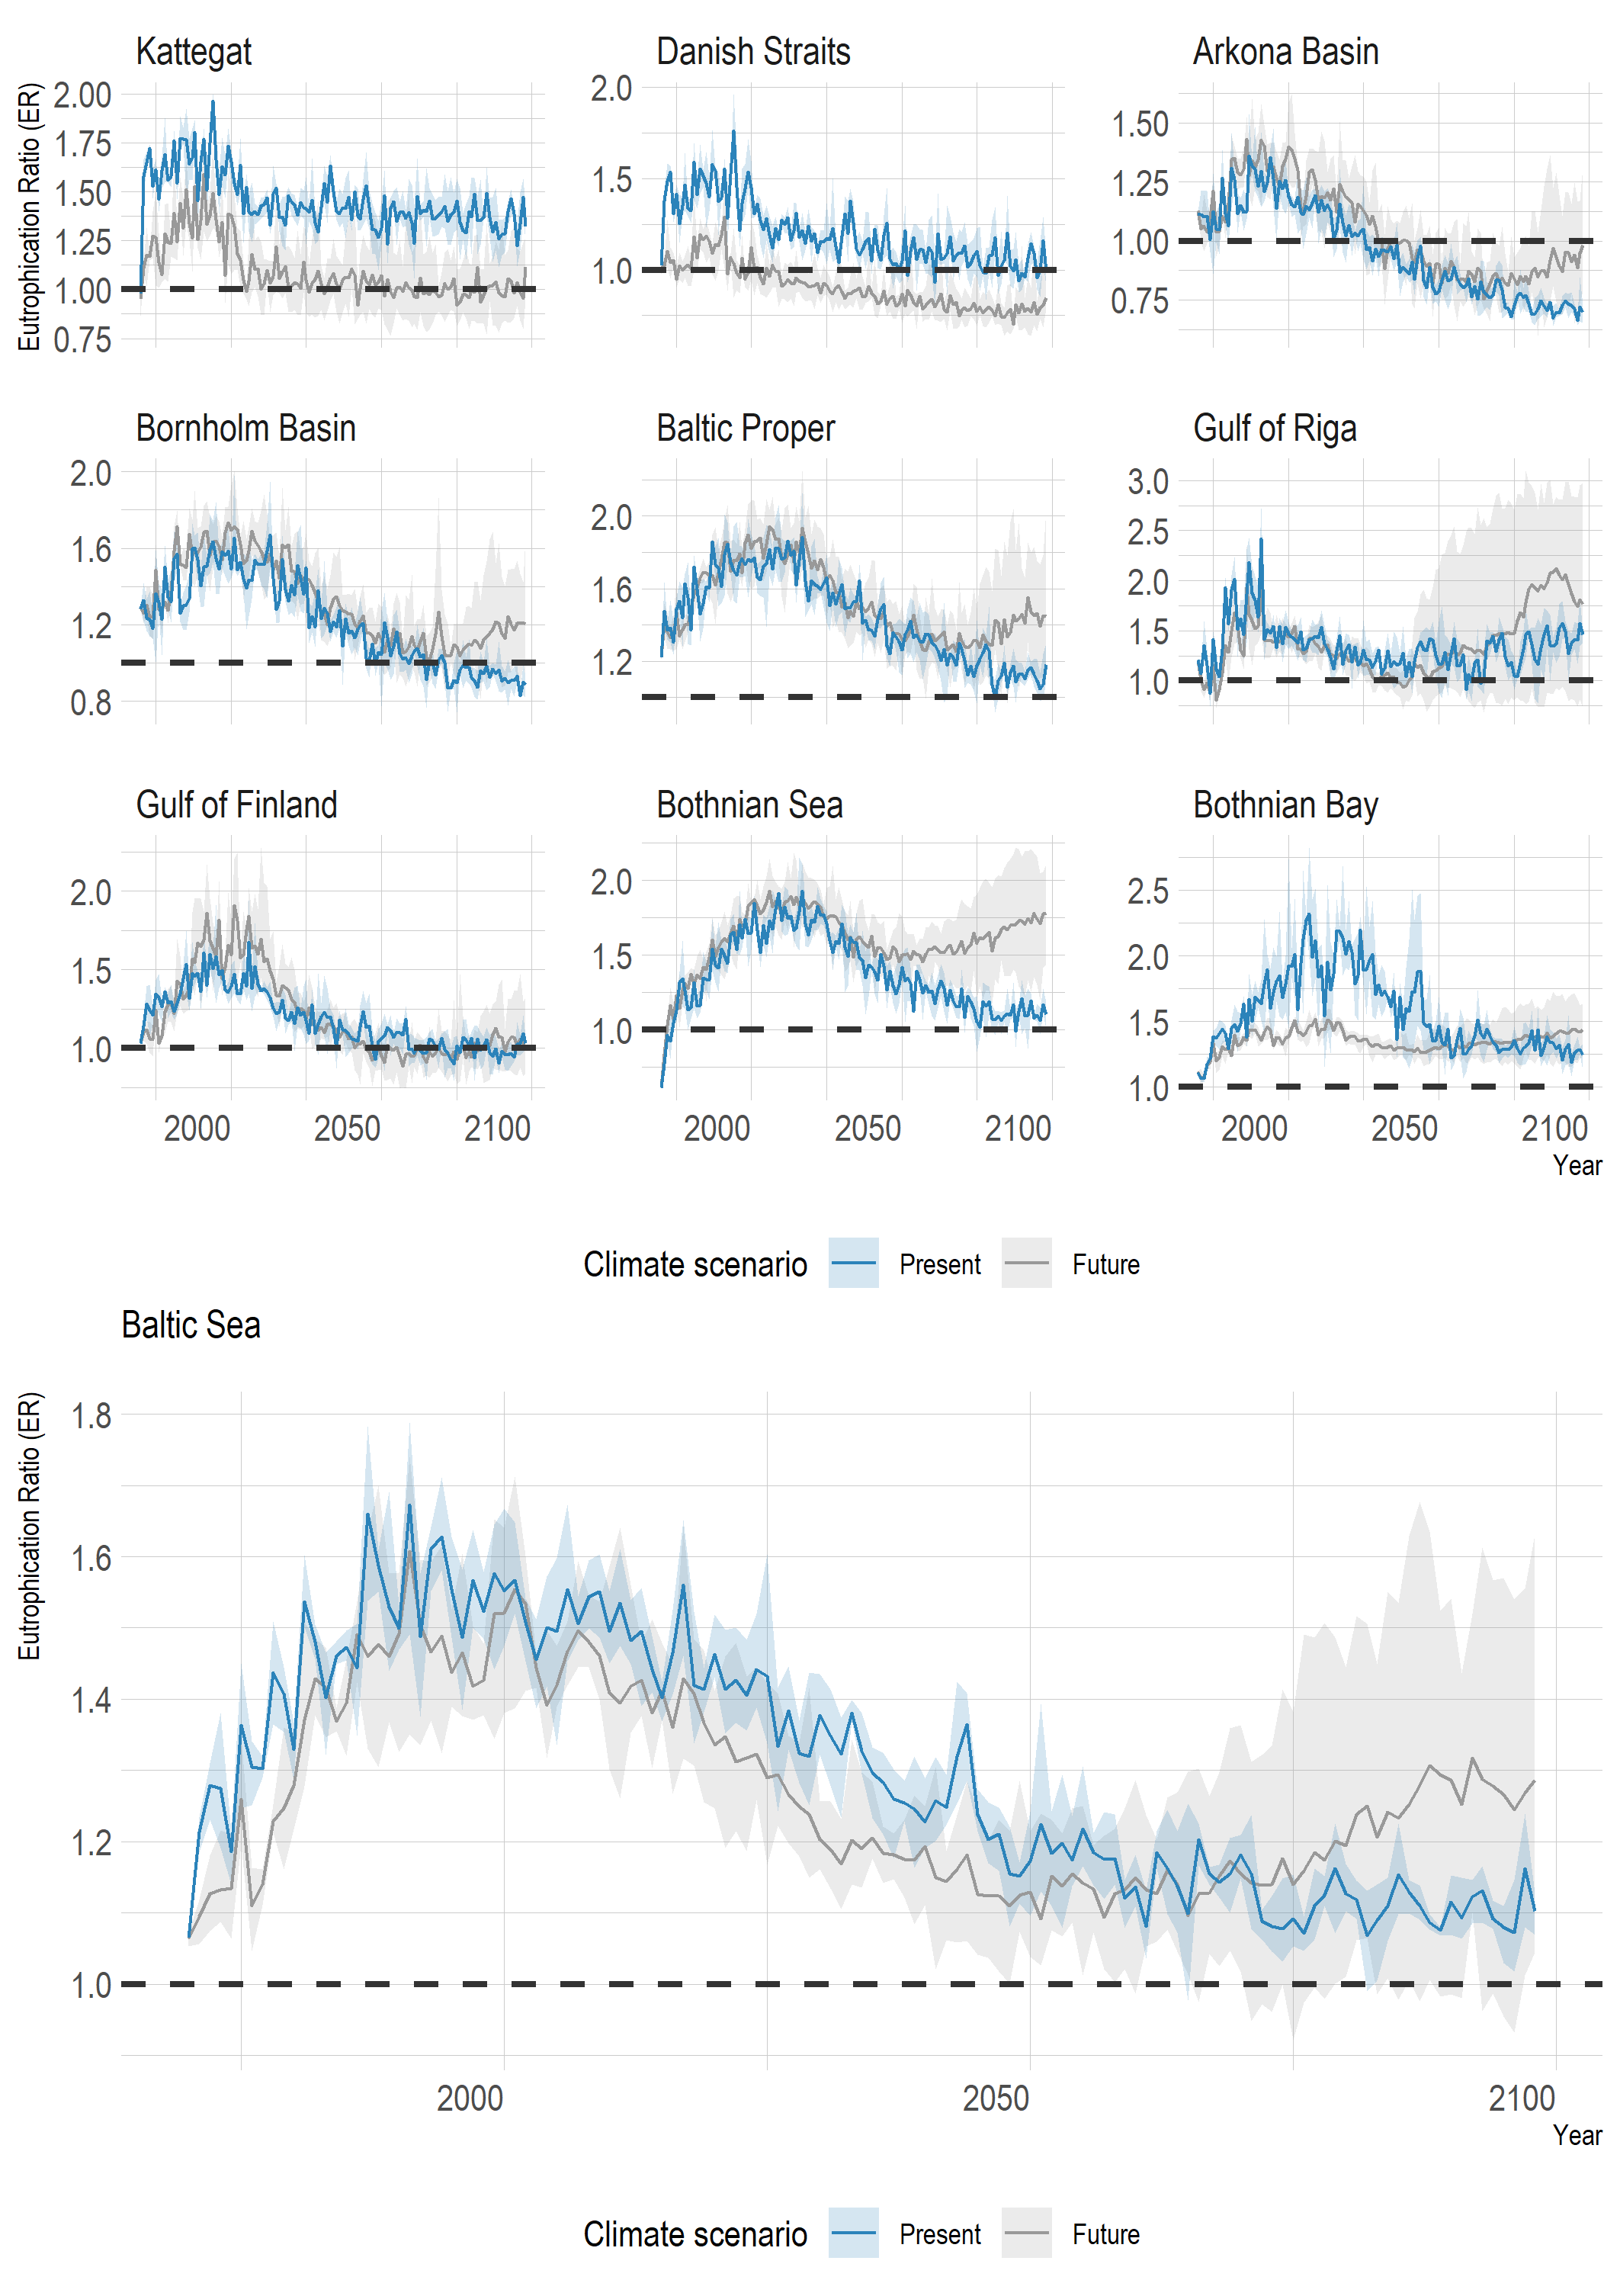 Kattegat
Danish Straits
Arkona Basin
Eutrophication Ratio (ER)
2.00
1.75
1.50
1.25
1.00
0.75
2.0
1.5
1.0
1.50
1.25
1.00
0.75
Bornholm Basin
Baltic Proper
Gulf of Riga
2.0
1.6
1.2
0.8
2.0
1.6
1.2
3.0
2.5
2.0
1.5
1.0
Gulf of Finland
Bothnian Sea
Bothnian Bay
2.0
1.5
1.0
2.0
1.5
1.0
2.5
2.0
1.5
1.0
2000 2050 2100
2000 2050 2100
2000 2050 2100
Year
Climate scenario Present Future
Baltic Sea
Eutrophication Ratio (ER)
1.8
1.6
1.4
1.2
1.0
2000 2050 2100
Year
Climate scenario Present Future